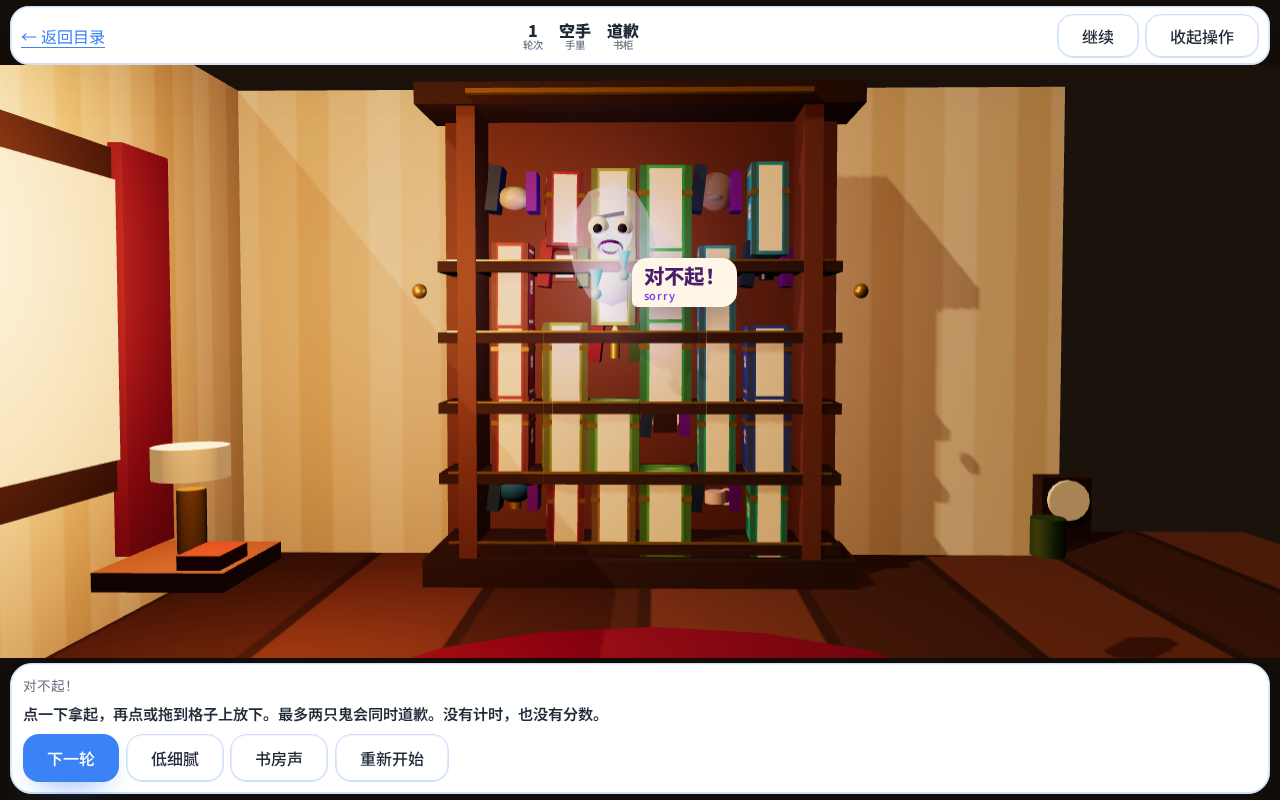 ← 返回目录
1 空手 道歉
轮次 手里 书柜
继续 收起操作
对不起！
sorry
对不起！
点一下拿起，再点或拖到格子上放下。最多两只鬼会同时道歉。没有计时，也没有分数。
下一轮 低细腻 书房声 重新开始